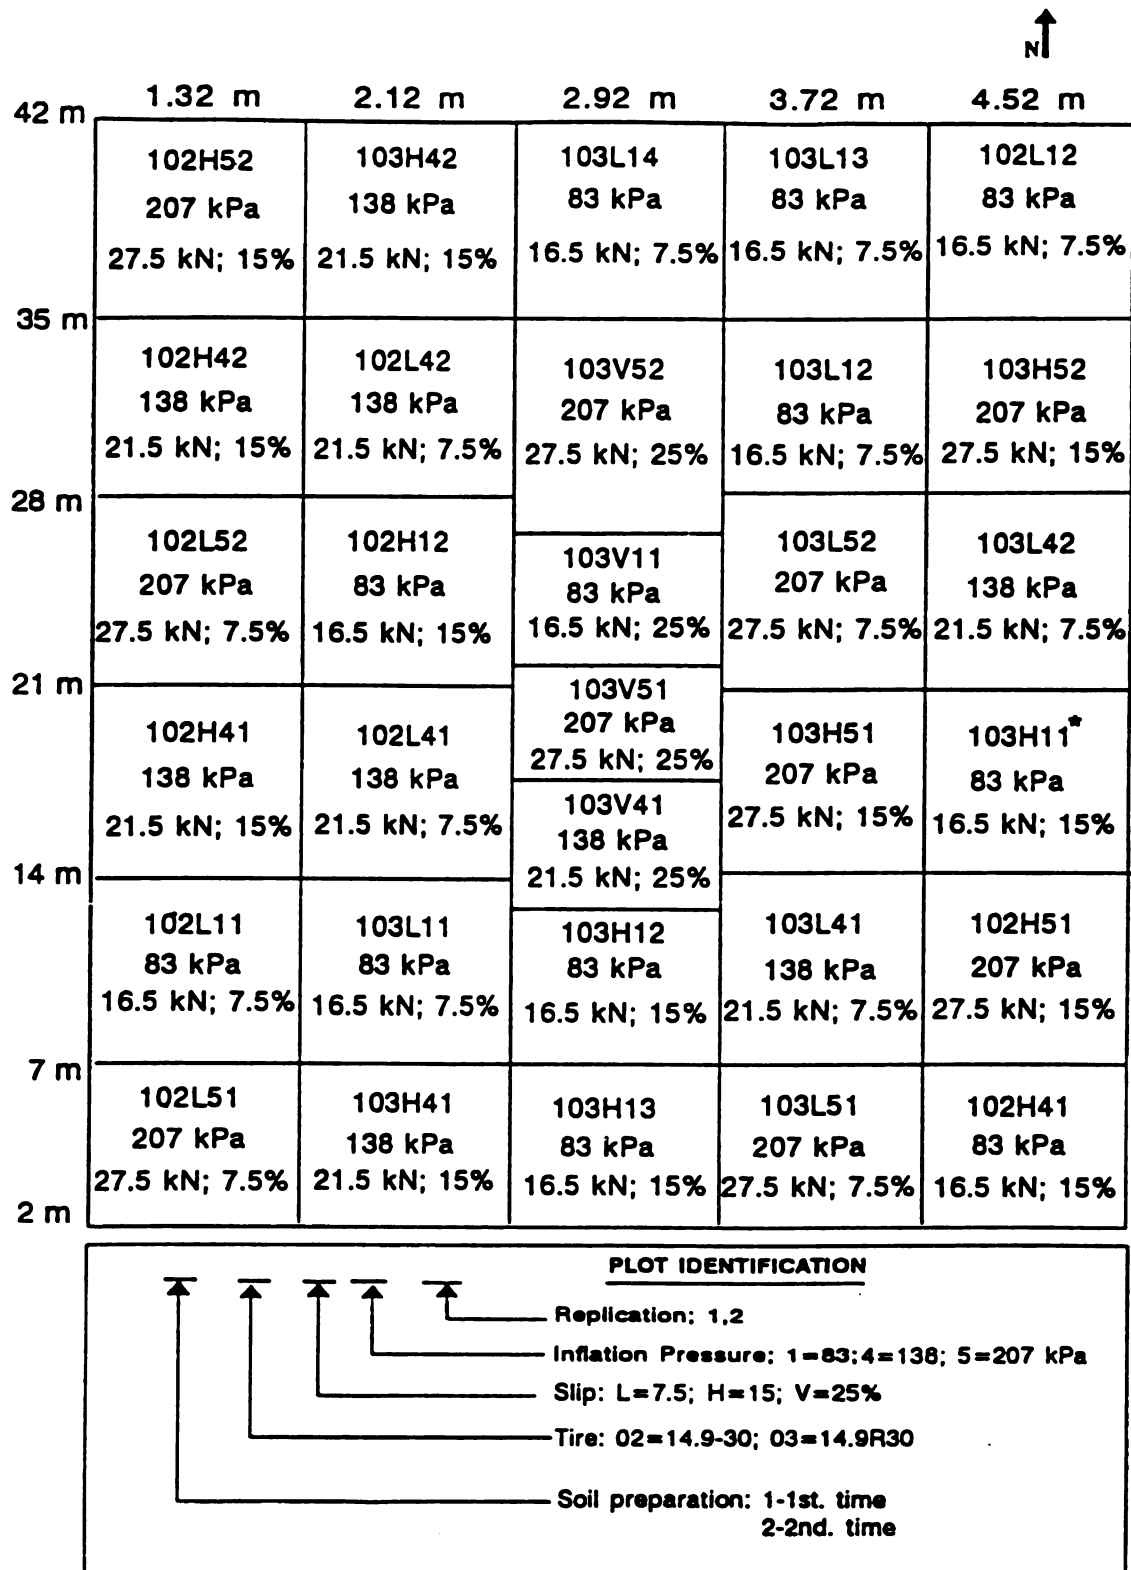 N
1.32 m 2.12 m 2.92 m 3.72 m 4.52 m
42 m
102H52 103H42 103L14 103L13 102L12
207 kPa 138 kPa 83 kPa 83 kPa 83 kPa
27.5 kN; 15% 21.5 kN; 15% 16.5 kN; 7.5% 16.5 kN; 7.5% 16.5 kN; 7.5%
35 m
102H42 102L42 103V52 103L12 103H52
138 kPa 138 kPa 207 kPa 83 kPa 207 kPa
21.5 kN; 15% 21.5 kN; 7.5% 27.5 kN; 25% 16.5 kN; 7.5% 27.5 kN; 15%
28 m
102L52 102H12 103V11 103L52 103L42
207 kPa 83 kPa 83 kPa 207 kPa 138 kPa
27.5 kN; 7.5% 16.5 kN; 15% 16.5 kN; 25% 27.5 kN; 7.5% 21.5 kN; 7.5%
21 m
103V51
207 kPa
27.5 kN; 25%
102H41 102L41 103V41 103H51 103H11*
138 kPa 138 kPa 138 kPa 207 kPa 83 kPa
21.5 kN; 15% 21.5 kN; 7.5% 21.5 kN; 25% 27.5 kN; 15% 16.5 kN; 15%
14 m
102L11 103L11 103H12 103L41 102H51
83 kPa 83 kPa 83 kPa 138 kPa 207 kPa
16.5 kN; 7.5% 16.5 kN; 7.5% 16.5 kN; 15% 21.5 kN; 7.5% 27.5 kN; 15%
7 m
102L51 103H41 103H13 103L51 102H41
207 kPa 138 kPa 83 kPa 207 kPa 83 kPa
27.5 kN; 7.5% 21.5 kN; 15% 16.5 kN; 15% 27.5 kN; 7.5% 16.5 kN; 15%
2 m
PLOT IDENTIFICATION
Replication: 1,2
Inflation Pressure: 1=83;4=138; 5=207 kPa
Slip: L=7.5; H=15; V=25%
Tire: 02=14.9-30; 03=14.9R30
Soil preparation: 1-1st. time
2-2nd. time